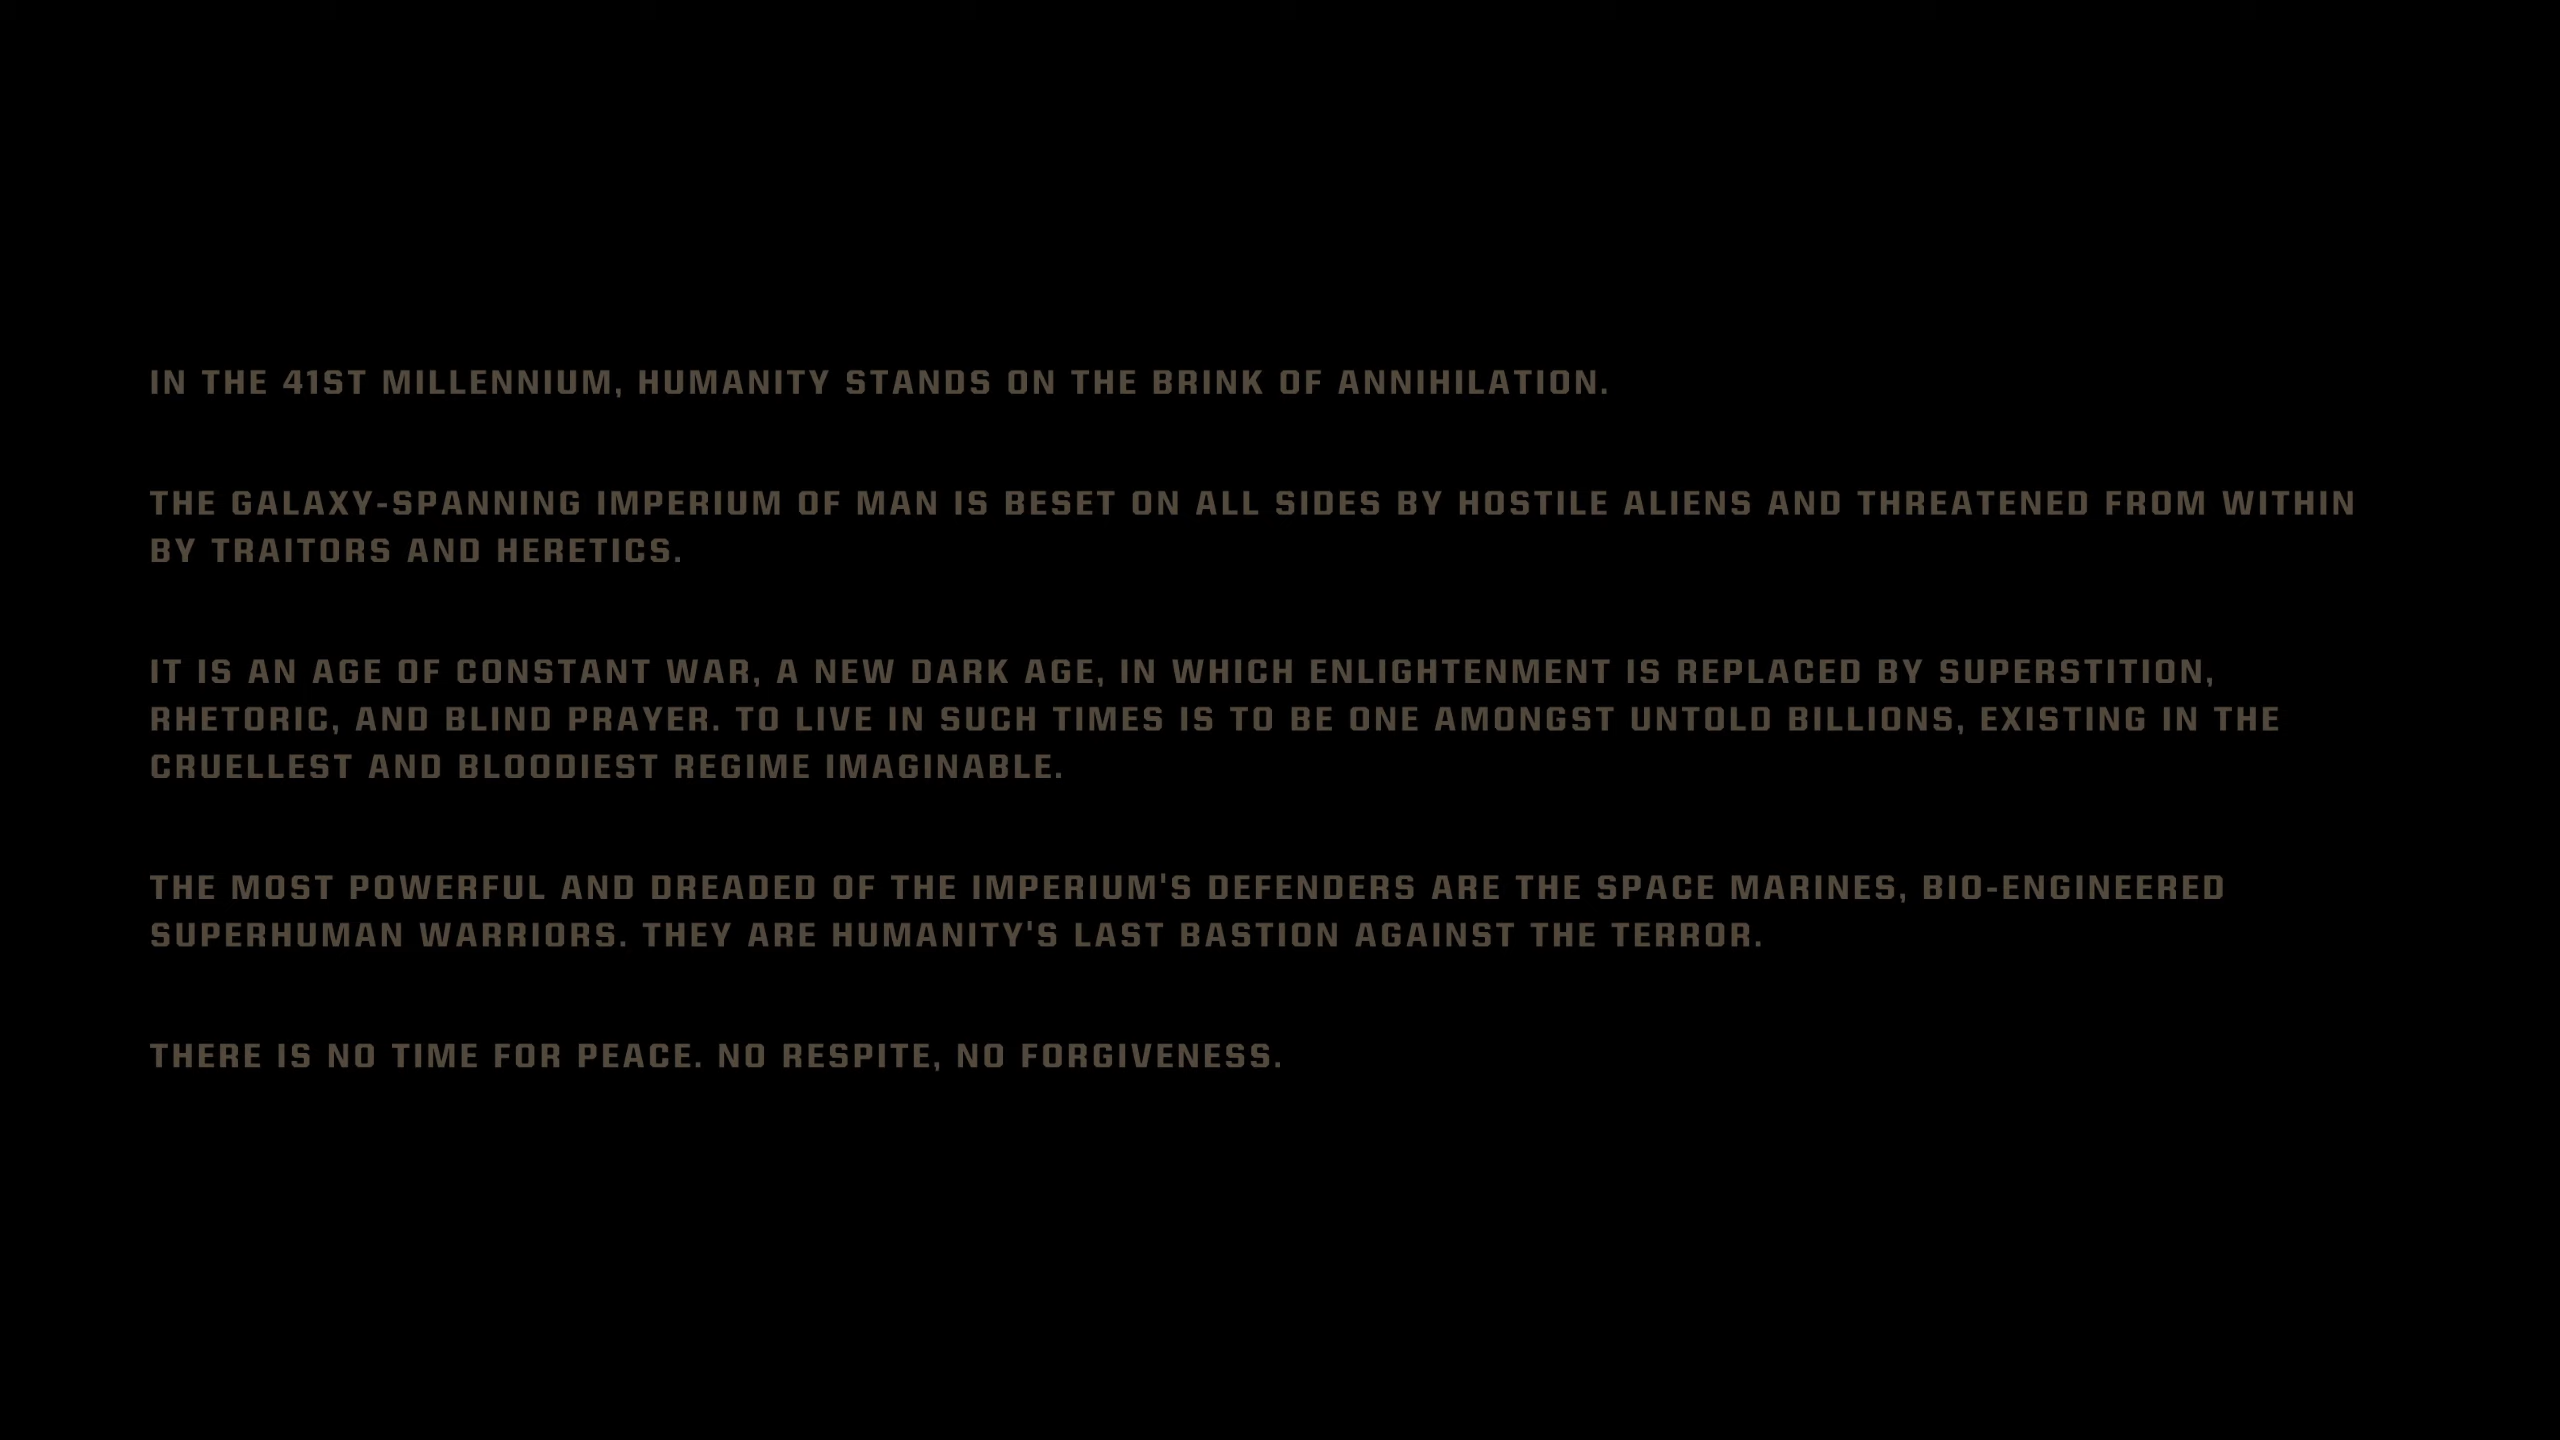 IN THE 41ST MILLENNIUM, HUMANITY STANDS ON THE BRINK OF ANNIHILATION.
THE GALAXY-SPANNING IMPERIUM OF MAN IS BESET ON ALL SIDES BY HOSTILE ALIENS AND THREATENED FROM WITHIN
BY TRAITORS AND HERETICS.
IT IS AN AGE OF CONSTANT WAR, A NEW DARK AGE, IN WHICH ENLIGHTENMENT IS REPLACED BY SUPERSTITION,
RHETORIC, AND BLIND PRAYER. TO LIVE IN SUCH TIMES IS TO BE ONE AMONGST UNTOLD BILLIONS, EXISTING IN THE
CRUELLEST AND BLOODIEST REGIME IMAGINABLE.
THE MOST POWERFUL AND DREADED OF THE IMPERIUM'S DEFENDERS ARE THE SPACE MARINES, BIO-ENGINEERED
SUPERHUMAN WARRIORS. THEY ARE HUMANITY'S LAST BASTION AGAINST THE TERROR.
THERE IS NO TIME FOR PEACE. NO RESPITE, NO FORGIVENESS.